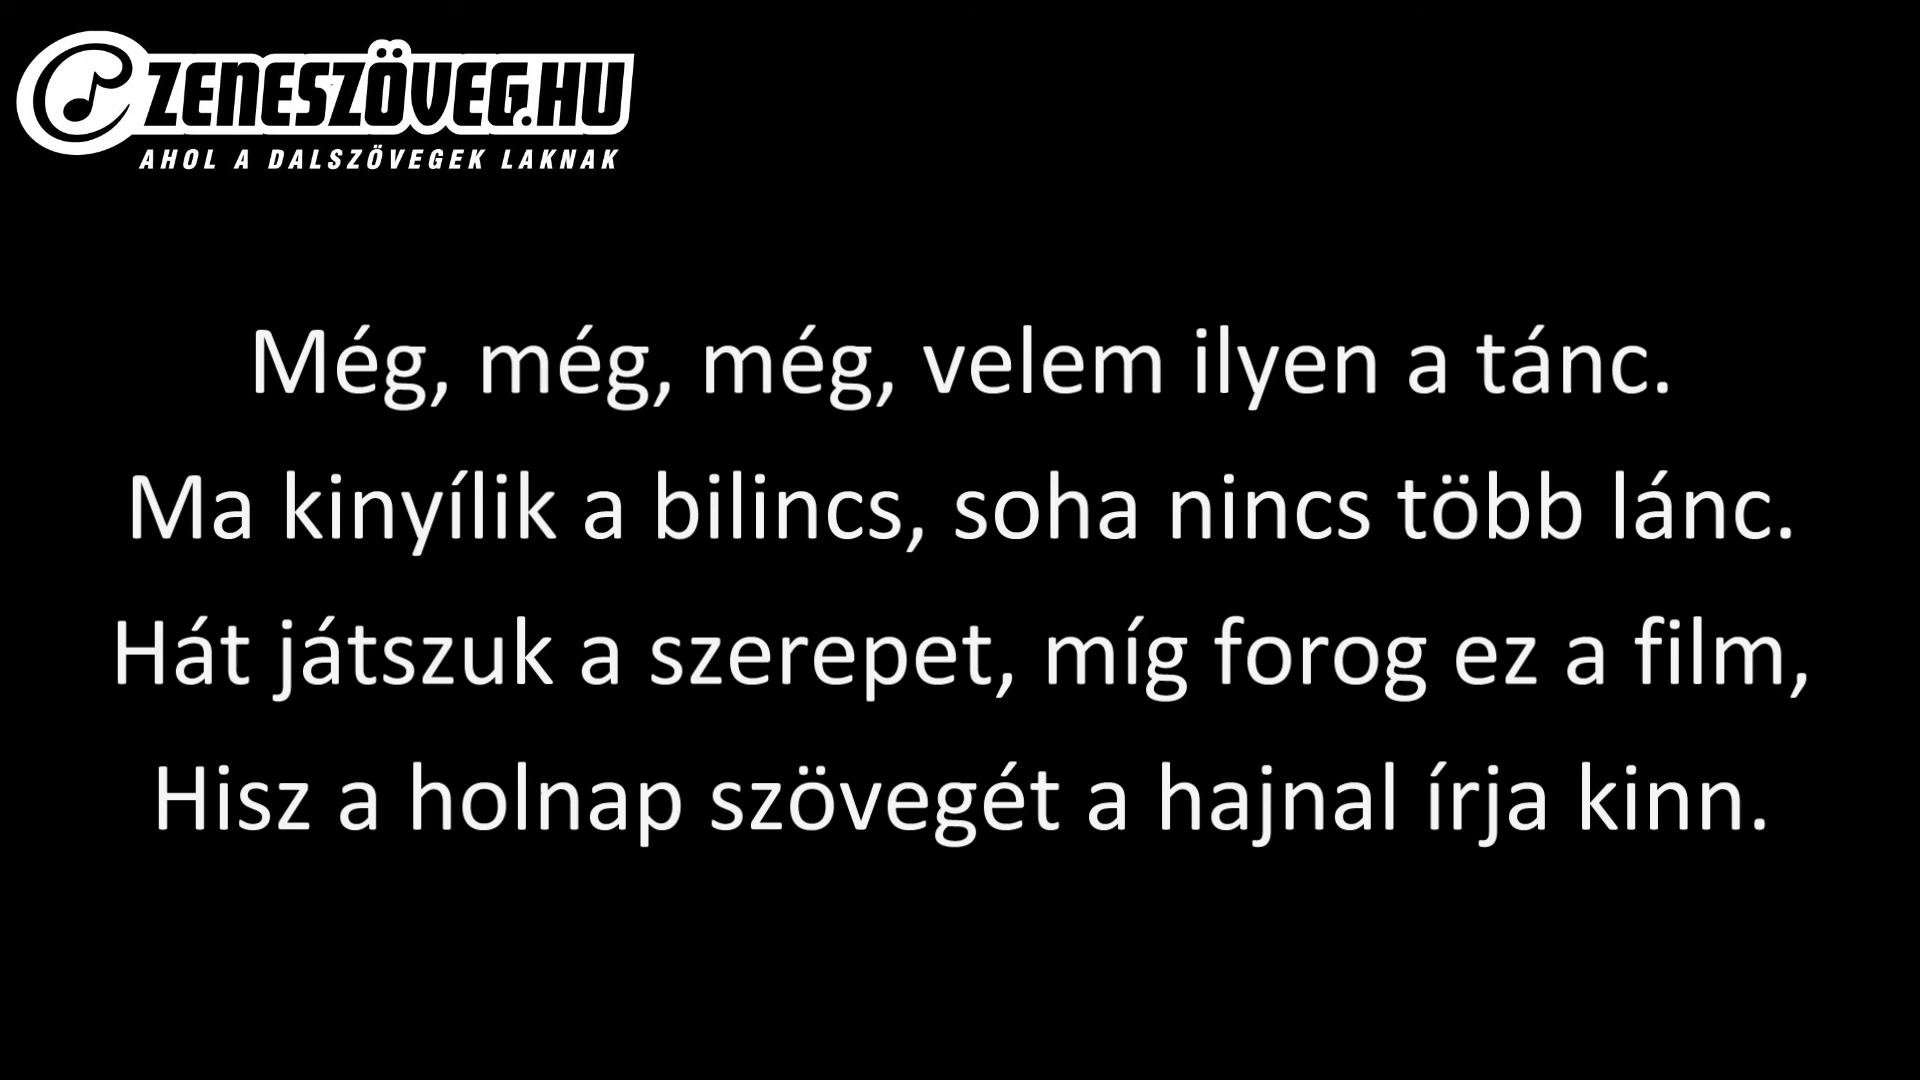 ZENESZÖVEG.HU
AHOL A DALSZÖVEGEK LAKNAK
Még, még, még, velem ilyen a tánc.
Ma kinyílik a bilincs, soha nincs több lánc.
Hát játszuk a szerepet, míg forog ez a film,
Hisz a holnap szövegét a hajnal írja kinn.